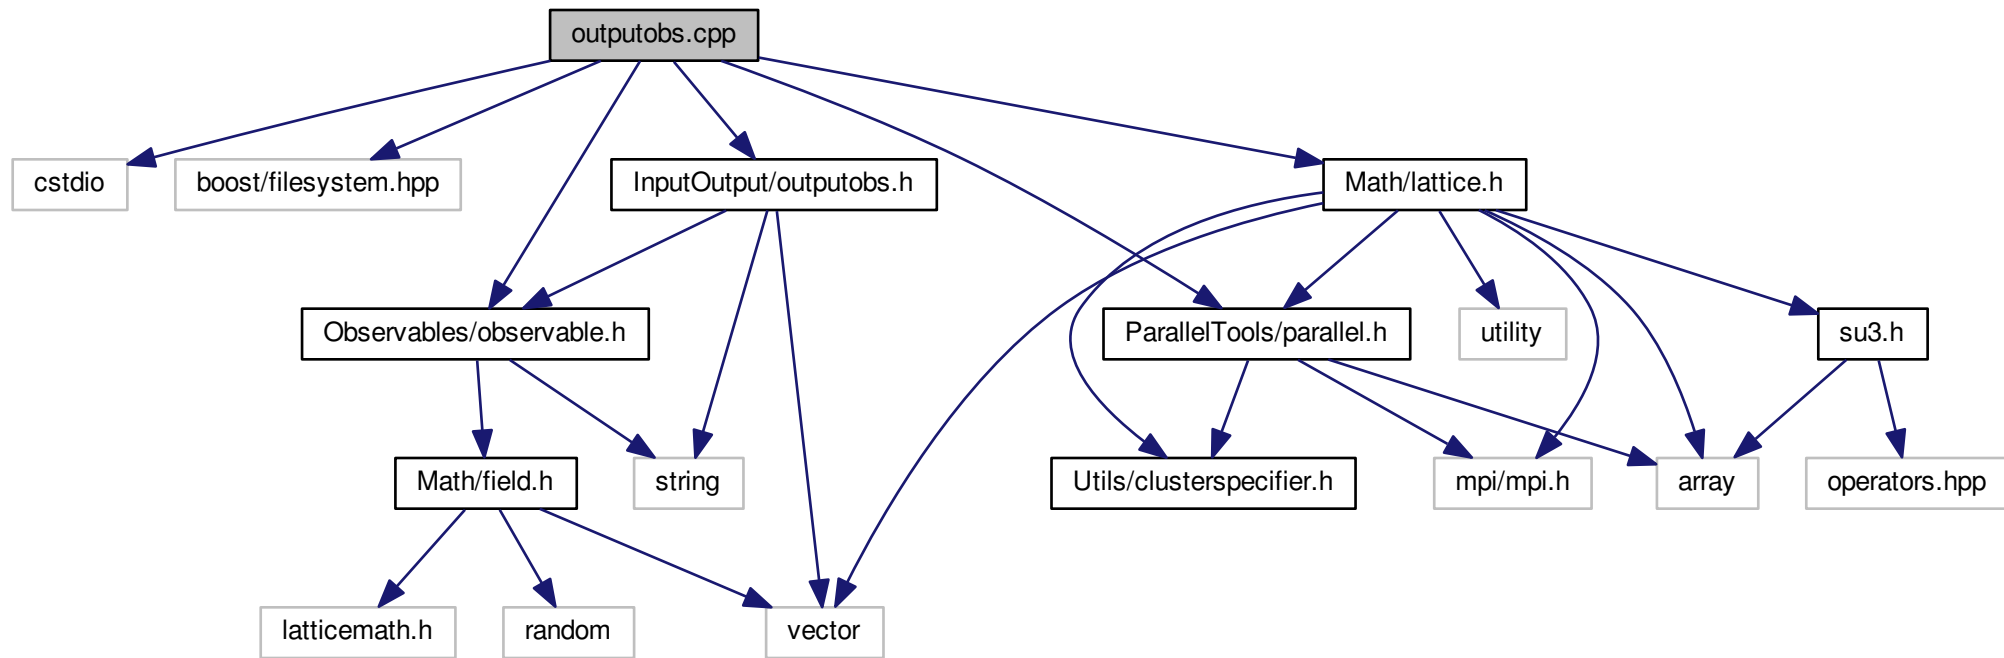 outputobs.cpp
cstdio
boost/filesystem.hpp
InputOutput/outputobs.h
Math/lattice.h
Observables/observable.h
ParallelTools/parallel.h
utility
su3.h
Math/field.h
string
Utils/clusterspecifier.h
mpi/mpi.h
array
operators.hpp
latticemath.h
random
vector